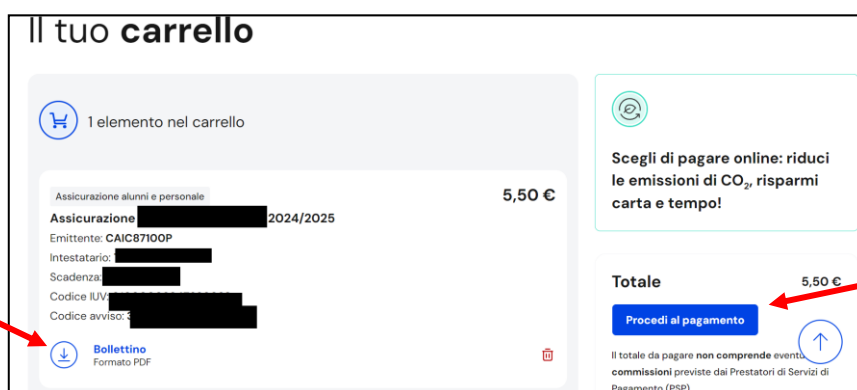 Il tuo carrello
1 elemento nel carrello
Assicurazione alunni e personale
5,50 €
Assicurazione 2024/2025
Emittente: CAIC87100P
Intestatario:
Scadenza:
Codice IUV:
Codice avviso: 3
Bollettino
Formato PDF
Scegli di pagare online: riduci
le emissioni di CO₂, risparmi
carta e tempo!
Totale 5,50 €
Procedi al pagamento
Il totale da pagare non comprende
commissioni previste dai Prestatori di Servizi di
Pagamento (PSP)